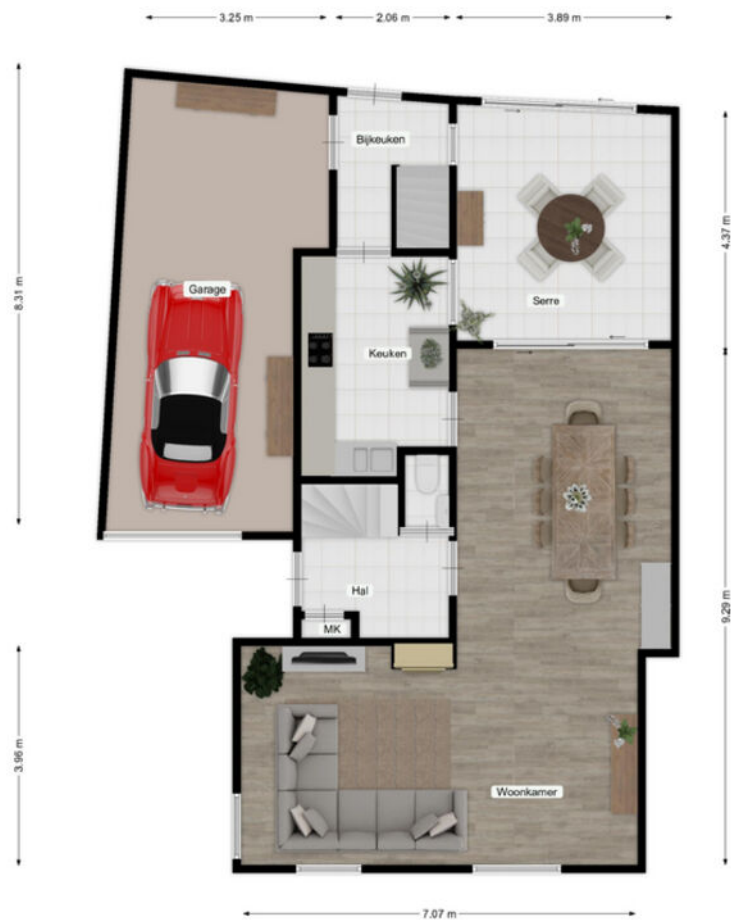 3.25 m
2.06 m
3.89 m
Bijkeuken
4.37 m
8.31 m
Garage
Serre
Keuken
Hal
MK
9.29 m
3.96 m
Woonkamer
7.07 m